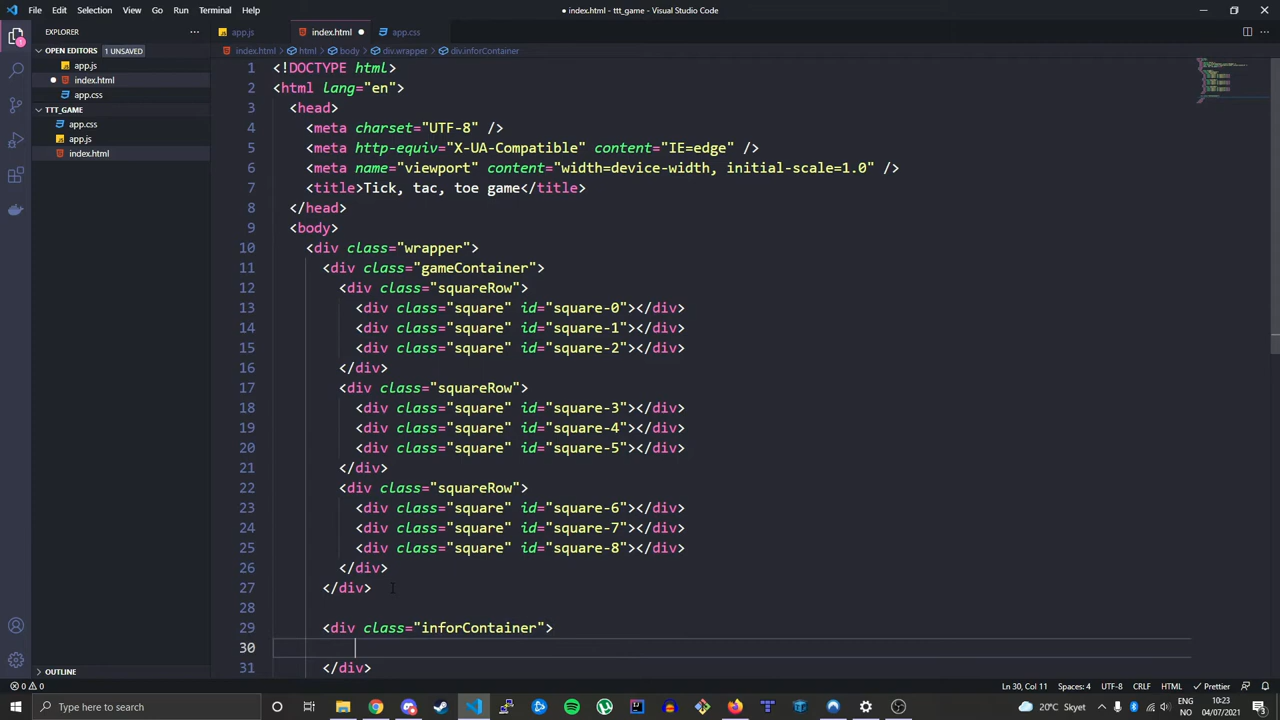 File Edit Selection View Go Run Terminal Help
index.html - ttt_game - Visual Studio Code
EXPLORER
app.js
index.html
app.css
OPEN EDITORS 1 UNSAVED
index.html > html > body > div.wrapper > div.inforContainer
app.js
index.html
app.css
TTT_GAME
app.css
app.js
index.html
1 <!DOCTYPE html>
2 <html lang="en">
3 <head>
4 <meta charset="UTF-8" />
5 <meta http-equiv="X-UA-Compatible" content="IE=edge" />
6 <meta name="viewport" content="width=device-width, initial-scale=1.0" />
7 <title>Tick, tac, toe game</title>
8 </head>
9 <body>
10 <div class="wrapper">
11 <div class="gameContainer">
12 <div class="squareRow">
13 <div class="square" id="square-0"></div>
14 <div class="square" id="square-1"></div>
15 <div class="square" id="square-2"></div>
16 </div>
17 <div class="squareRow">
18 <div class="square" id="square-3"></div>
19 <div class="square" id="square-4"></div>
20 <div class="square" id="square-5"></div>
21 </div>
22 <div class="squareRow">
23 <div class="square" id="square-6"></div>
24 <div class="square" id="square-7"></div>
25 <div class="square" id="square-8"></div>
26 </div>
27 </div>
28
29 <div class="inforContainer">
30
31 </div>
OUTLINE
0 0
Ln 30, Col 11 Spaces: 4 UTF-8 CRLF HTML Prettier
Type here to search
20°C Skyet
NO
10:23
04/07/2021